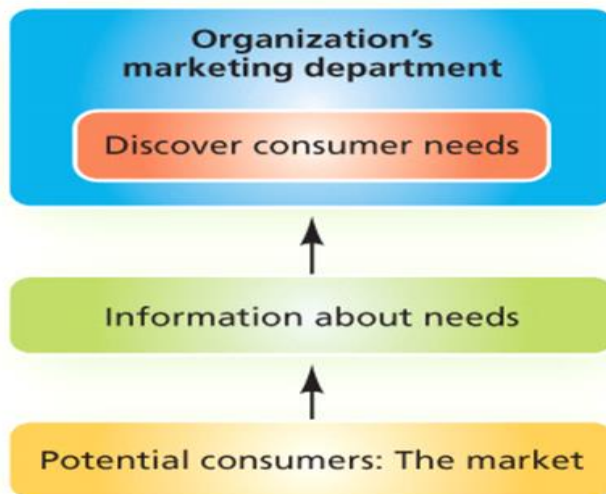 Organization's
marketing department
Discover consumer needs
Information about needs
Potential consumers: The market